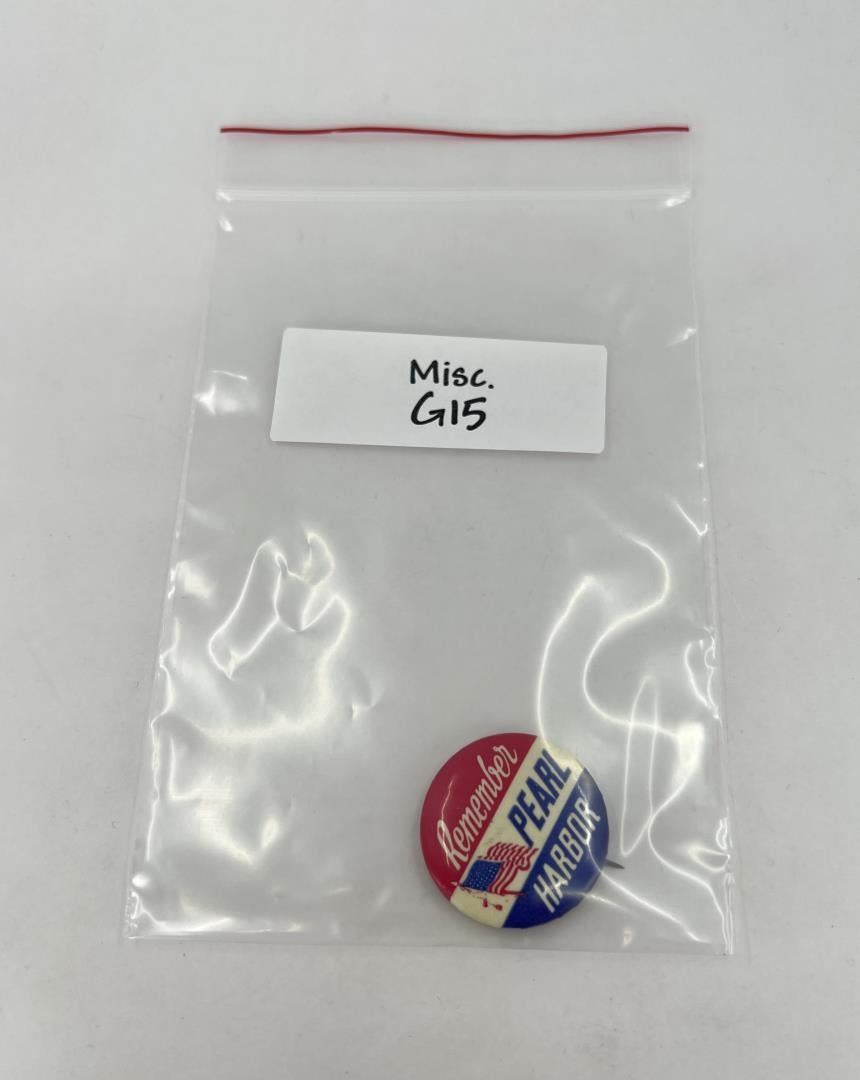 Misc.
G15
Remember
PEARL
HARBOR